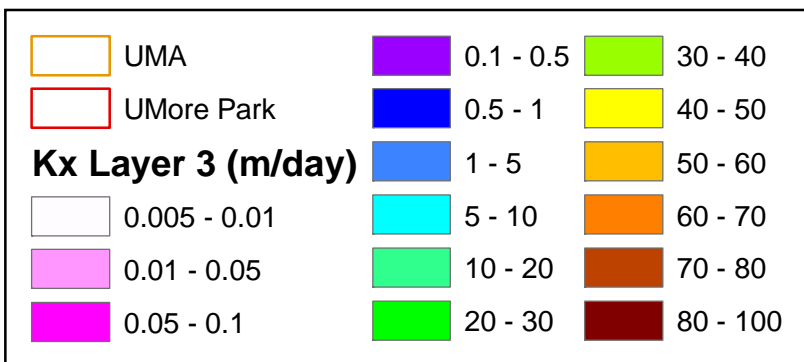 UMA
UMore Park
Kx Layer 3 (m/day)
0.005 - 0.01
0.01 - 0.05
0.05 - 0.1
0.1 - 0.5
0.5 - 1
1 - 5
5 - 10
10 - 20
20 - 30
30 - 40
40 - 50
50 - 60
60 - 70
70 - 80
80 - 100